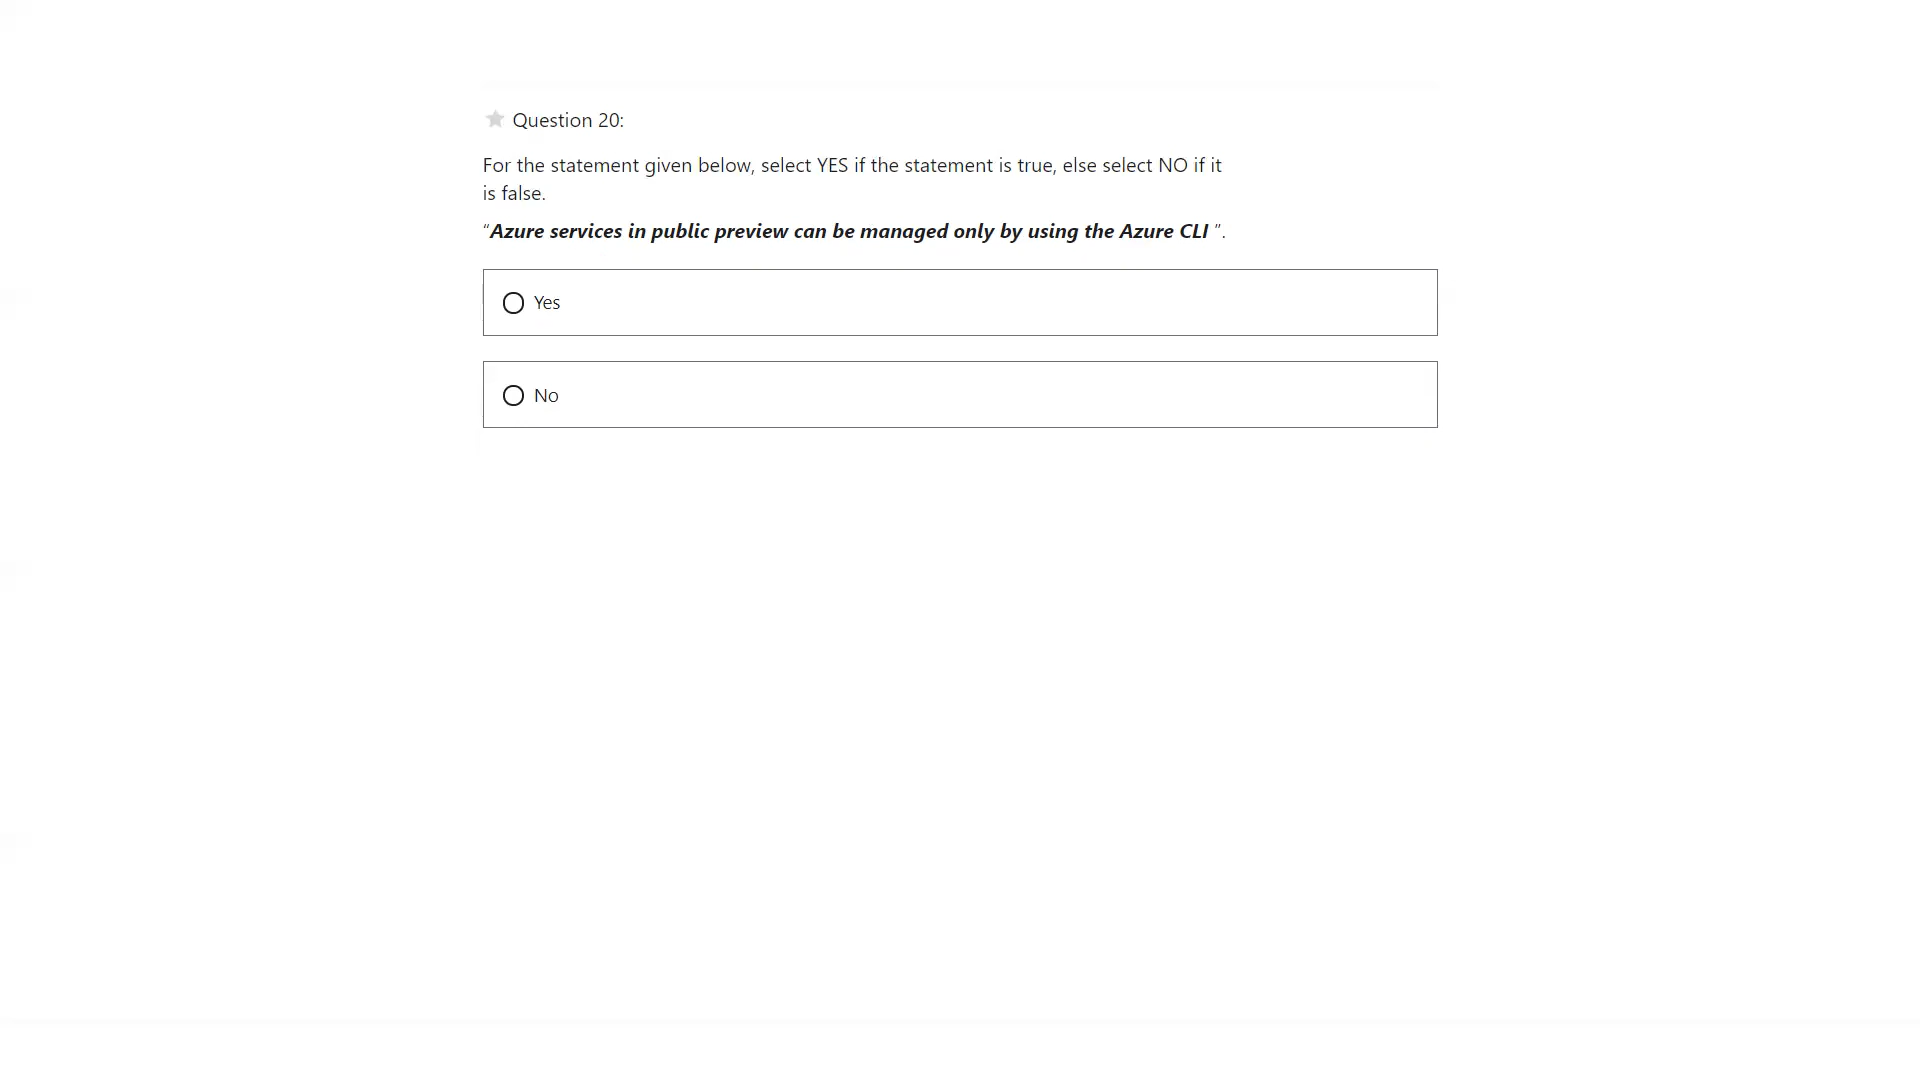 Question 20:
For the statement given below, select YES if the statement is true, else select NO if it
is false.
“Azure services in public preview can be managed only by using the Azure CLI ”.
Yes
No